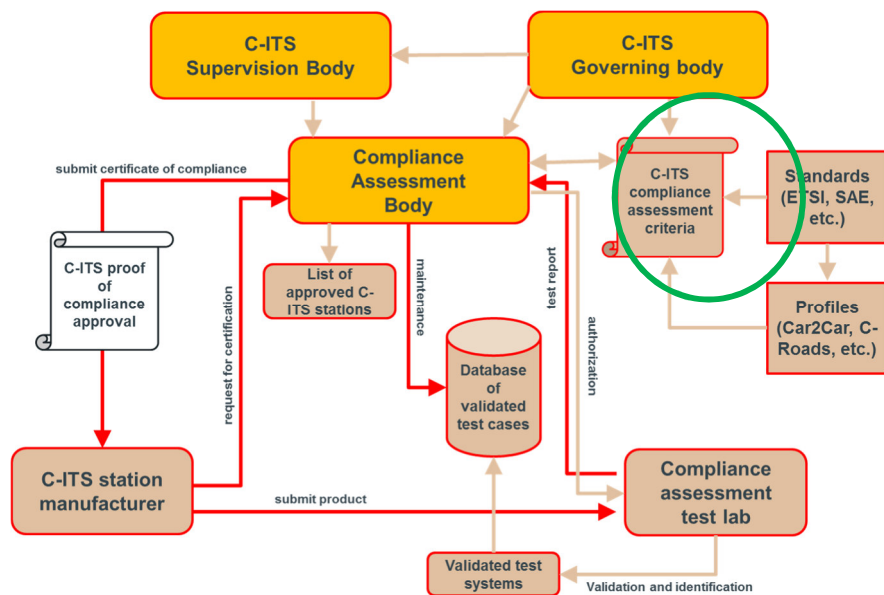 C-ITS
Supervision Body
C-ITS
Governing body
submit certificate of compliance
Compliance
Assessment
Body
C-ITS
compliance
assessment
criteria
Standards
(ETSI, SAE,
etc.)
C-ITS proof
of
compliance
approval
List of
approved C-
ITS stations
request for certification
maintenance
test report
authorization
Profiles
(Car2Car, C-
Roads, etc.)
Database
of
validated
test cases
C-ITS station
manufacturer
submit product
Compliance
assessment
test lab
Validated test
systems
Validation and identification